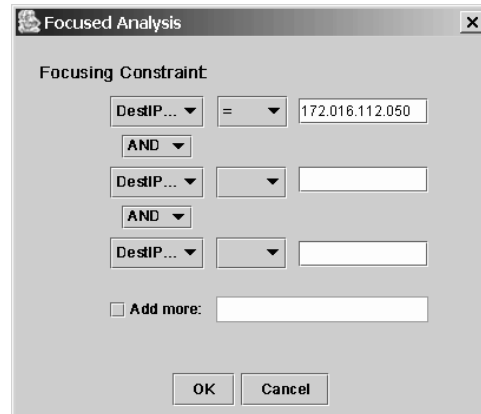 Focused Analysis
Focusing Constraint:
DestIP... = 172.016.112.050
AND
DestIP...
AND
DestIP...
Add more:
OK Cancel